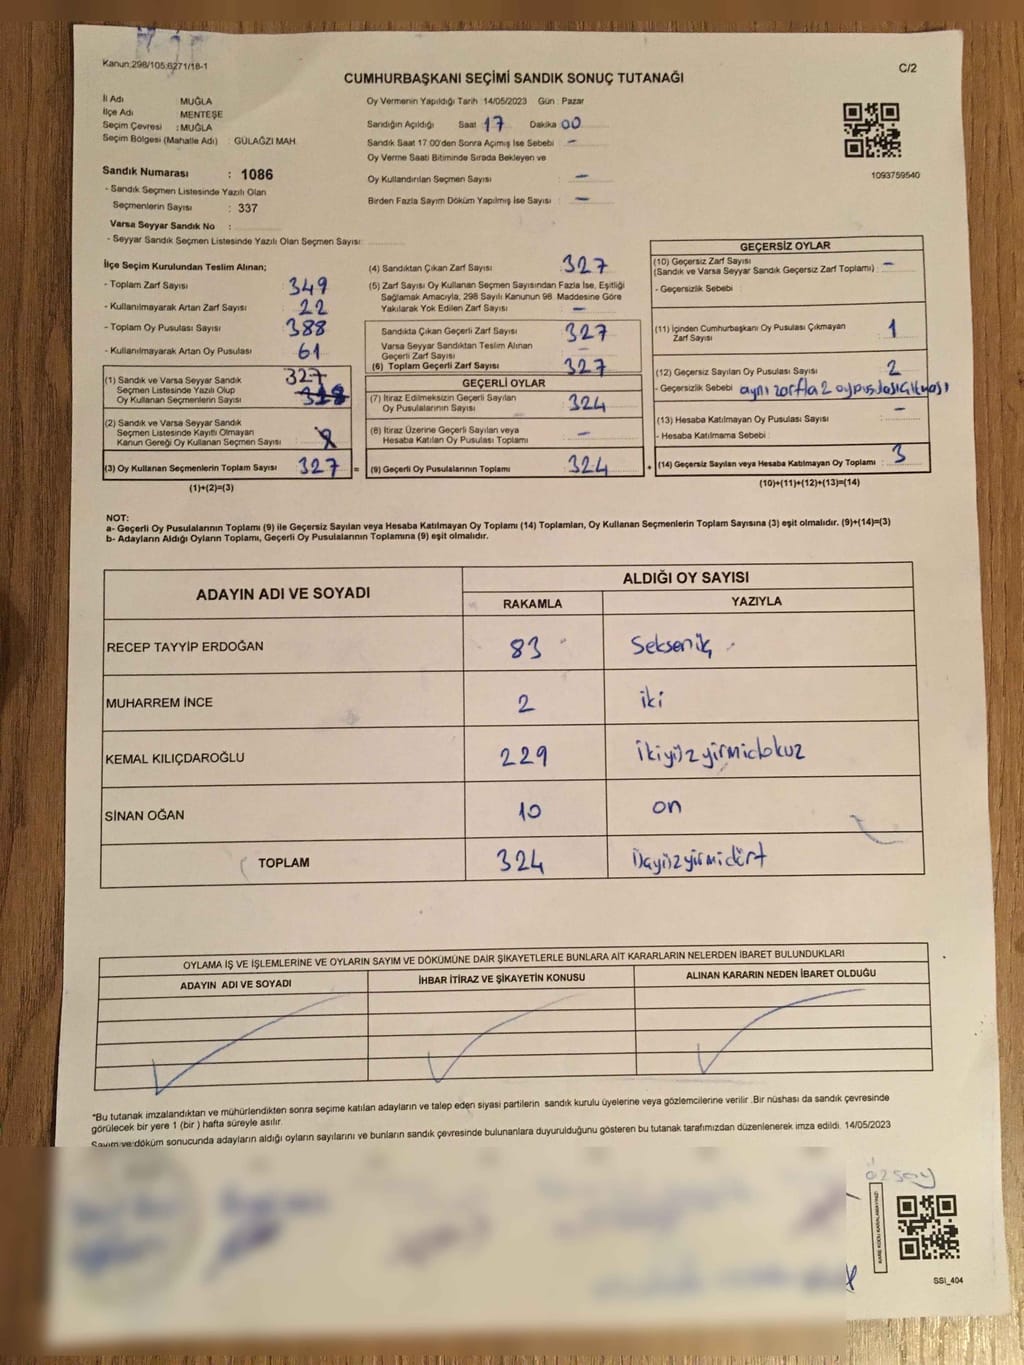 Kanun:298/105:6271/18-1
CUMHURBAŞKANI SEÇİMİ SANDIK SONUÇ TUTANAĞI
C/2
İl Adı MUĞLA
İlçe Adı MENTEŞE
Seçim Çevresi : MUĞLA
Seçim Bölgesi (Mahalle Adı) GÜLAĞZI MAH.
Sandık Numarası : 1086
- Sandık Seçmen Listesinde Yazılı Olan
Seçmenlerin Sayısı : 337
Varsa Seyyar Sandık No :
- Seyyar Sandık Seçmen Listesinde Yazılı Olan Seçmen Sayısı:
Oy Vermenin Yapıldığı Tarih 14/05/2023 Gün : Pazar
Sandığın Açıldığı Saat 17 Dakika 00
Sandık Saat 17:00'den Sonra Açımış İse Sebebi : -
Oy Verme Saati Bitiminde Sırada Bekleyen ve
Oy Kullandırılan Seçmen Sayısı : -
Birden Fazla Sayım Döküm Yapılmış İse Sayısı : -
1093759540
İlçe Seçim Kurulundan Teslim Alınan;
- Toplam Zarf Sayısı : 349
- Kullanılmayarak Artan Zarf Sayısı : 22
- Toplam Oy Pusulası Sayısı : 388
- Kullanılmayarak Artan Oy Pusulası : 61
(1) Sandık ve Varsa Seyyar Sandık 327
Seçmen Listesinde Yazılı Olup
Oy Kullanan Seçmenlerin Sayısı
(2) Sandık ve Varsa Seyyar Sandık
Seçmen Listesinde Kayıtlı Olmayan
Kanun Gereği Oy Kullanan Seçmen Sayısı
(3) Oy Kullanan Seçmenlerin Toplam Sayısı : 327 =
(1)+(2)=(3)
(4) Sandıktan Çıkan Zarf Sayısı : 327
(5) Zarf Sayısı Oy Kullanan Seçmen Sayısından Fazla İse, Eşitliği
Sağlamak Amacıyla, 298 Sayılı Kanunun 98. Maddesine Göre
Yakılarak Yok Edilen Zarf Sayısı : -
Sandıkta Çıkan Geçerli Zarf Sayısı : 327
Varsa Seyyar Sandıktan Teslim Alınan
Geçerli Zarf Sayısı : -
(6) Toplam Geçerli Zarf Sayısı : 327
GEÇERLİ OYLAR
(7) İtiraz Edilmeksizin Geçerli Sayılan
Oy Pusulalarının Sayısı : 324
(8) İtiraz Üzerine Geçerli Sayılan veya
Hesaba Katılan Oy Pusulası Toplamı : -
(9) Geçerli Oy Pusulalarının Toplamı : 324 +
GEÇERSİZ OYLAR
(10) Geçersiz Zarf Sayısı
(Sandık ve Varsa Seyyar Sandık Geçersiz Zarf Toplamı) : -
- Geçersizlik Sebebi :
(11) İçinden Cumhurbaşkanı Oy Pusulası Çıkmayan
Zarf Sayısı : 1
(12) Geçersiz Sayılan Oy Pusulası Sayısı : 2
- Geçersizlik Sebebi aynı zarfta 2 oy pusulası çıkması
(13) Hesaba Katılmayan Oy Pusulası Sayısı : -
- Hesaba Katılmama Sebebi :
(14) Geçersiz Sayılan veya Hesaba Katılmayan Oy Toplamı : 3
(10)+(11)+(12)+(13)=(14)
NOT:
a- Geçerli Oy Pusulalarının Toplamı (9) ile Geçersiz Sayılan veya Hesaba Katılmayan Oy Toplamı (14) Toplamları, Oy Kullanan Seçmenlerin Toplam Sayısına (3) eşit olmalıdır. (9)+(14)=(3)
b- Adayların Aldığı Oyların Toplamı, Geçerli Oy Pusulalarının Toplamına (9) eşit olmalıdır.
ADAYIN ADI VE SOYADI
ALDIĞI OY SAYISI
RAKAMLA YAZIYLA
RECEP TAYYİP ERDOĞAN 83 Seksenüç
MUHARREM İNCE 2 iki
KEMAL KILIÇDAROĞLU 229 ikiyüzyirmidokuz
SİNAN OĞAN 10 on
TOPLAM 324 üçyüzyirmidört
OYLAMA İŞ VE İŞLEMLERİNE VE OYLARIN SAYIM VE DÖKÜMÜNE DAİR ŞİKAYETLERLE BUNLARA AİT KARARLARIN NELERDEN İBARET BULUNDUKLARI
ADAYIN ADI VE SOYADI İHBAR İTİRAZ VE ŞİKAYETİN KONUSU ALINAN KARARIN NEDEN İBARET OLDUĞU
*Bu tutanak imzalandıktan ve mühürlendikten sonra seçime katılan adayların ve talep eden siyasi partilerin sandık kurulu üyelerine veya gözlemcilerine verilir .Bir nüshası da sandık çevresinde
görülecek bir yere 1 (bir ) hafta süreyle asılır.
Sayım ve döküm sonucunda adayların aldığı oyların sayılarını ve bunların sandık çevresinde bulunanlara duyurulduğunu gösteren bu tutanak tarafımızdan düzenlenerek imza edildi. 14/05/2023
özsoy
KARE KODU KARALAMAYINIZ!
SSI_404